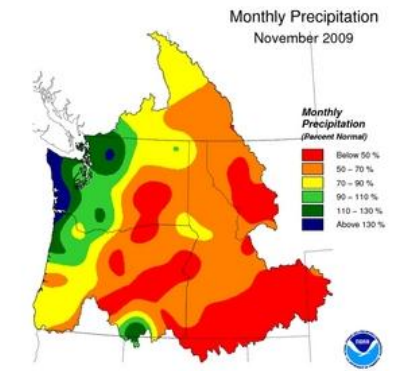 Monthly Precipitation
November 2009
Monthly
Precipitation
(Percent Normal)
Below 50 %
50 – 70 %
70 – 90 %
90 – 110 %
110 – 130 %
Above 130 %
noaa